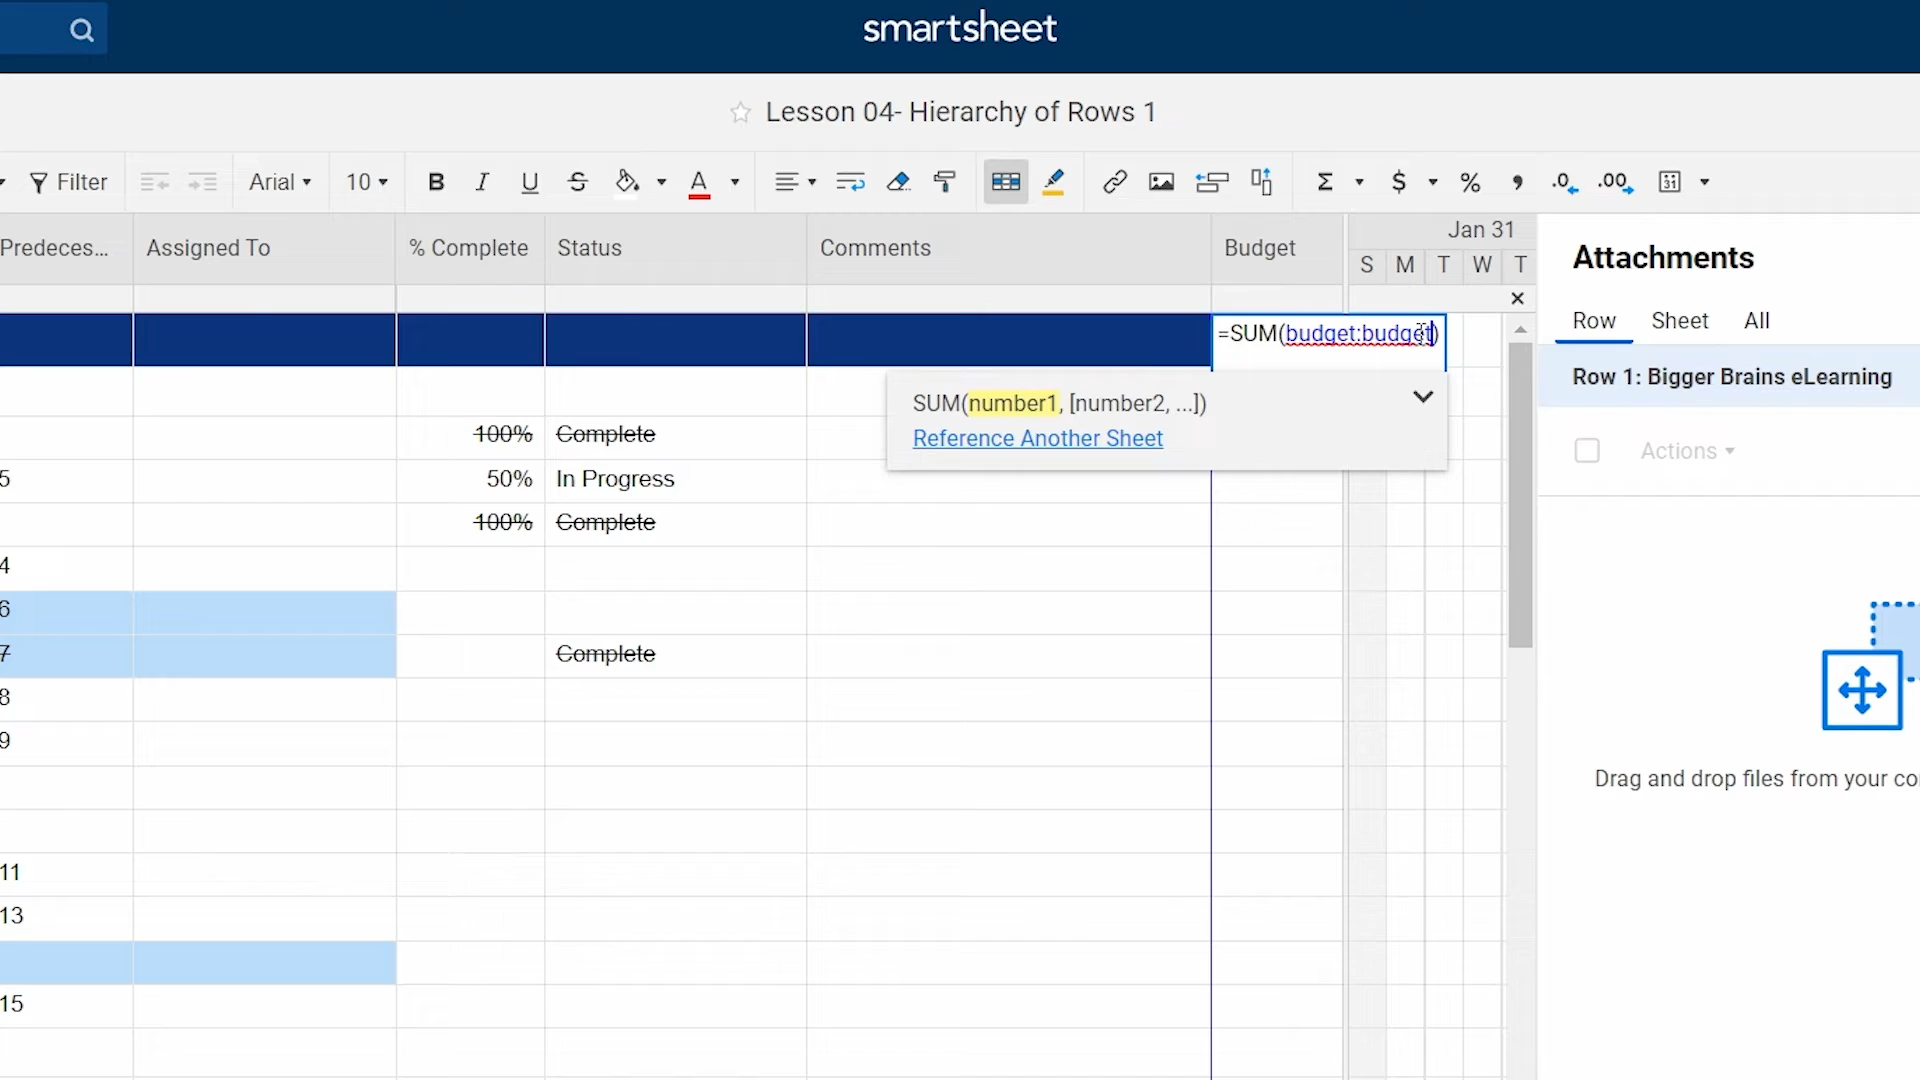 smartsheet
Lesson 04- Hierarchy of Rows 1
Filter Arial 10 B I U S A Σ $ % , .0 .00 31
Predeces... Assigned To % Complete Status Comments Budget Jan 31
S M T W T
=SUM(budget:budget)
SUM(number1, [number2, ...])
Reference Another Sheet
100% Complete
5 50% In Progress
100% Complete
4
6
7 Complete
8
9
11
13
15
Attachments
Row Sheet All
Row 1: Bigger Brains eLearning
Actions
Drag and drop files from your co